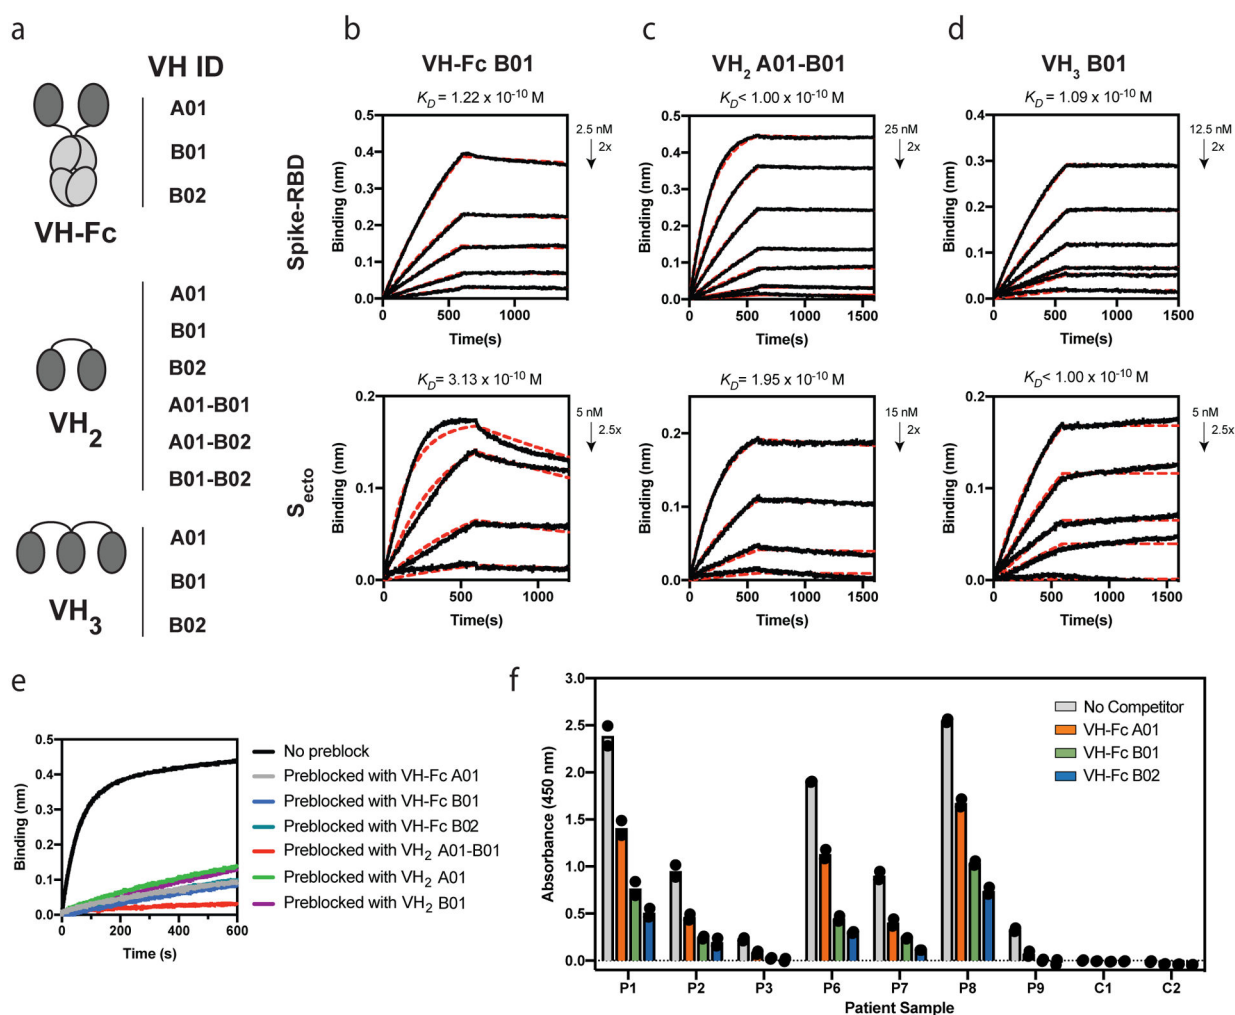 a
VH ID
A01
B01
B02
VH-Fc
A01
B01
B02
A01-B01
A01-B02
B01-B02
VH2
A01
B01
B02
VH3
b
VH-Fc B01
Spike-RBD
KD = 1.22 x 10-10 M
Binding (nm)
0.5
0.4
0.3
0.2
0.1
0.0
0 500 1000
Time(s)
2.5 nM
2x
Secto
KD = 3.13 x 10-10 M
Binding (nm)
0.2
0.1
0.0
0 500 1000
Time(s)
5 nM
2.5x
c
VH2 A01-B01
KD < 1.00 x 10-10 M
Binding (nm)
0.5
0.4
0.3
0.2
0.1
0.0
0 500 1000 1500
Time(s)
25 nM
2x
KD = 1.95 x 10-10 M
Binding (nm)
0.2
0.1
0.0
0 500 1000 1500
Time(s)
15 nM
2x
d
VH3 B01
KD = 1.09 x 10-10 M
Binding (nm)
0.4
0.3
0.2
0.1
0.0
0 500 1000 1500
Time(s)
12.5 nM
2x
KD < 1.00 x 10-10 M
Binding (nm)
0.2
0.1
0.0
0 500 1000 1500
Time(s)
5 nM
2.5x
e
Binding (nm)
0.5
0.4
0.3
0.2
0.1
0.0
0 200 400 600
Time (s)
No preblock
Preblocked with VH-Fc A01
Preblocked with VH-Fc B01
Preblocked with VH-Fc B02
Preblocked with VH2 A01-B01
Preblocked with VH2 A01
Preblocked with VH2 B01
f
Absorbance (450 nm)
3.0
2.5
2.0
1.5
1.0
0.5
0.0
No Competitor
VH-Fc A01
VH-Fc B01
VH-Fc B02
P1 P2 P3 P6 P7 P8 P9 C1 C2
Patient Sample